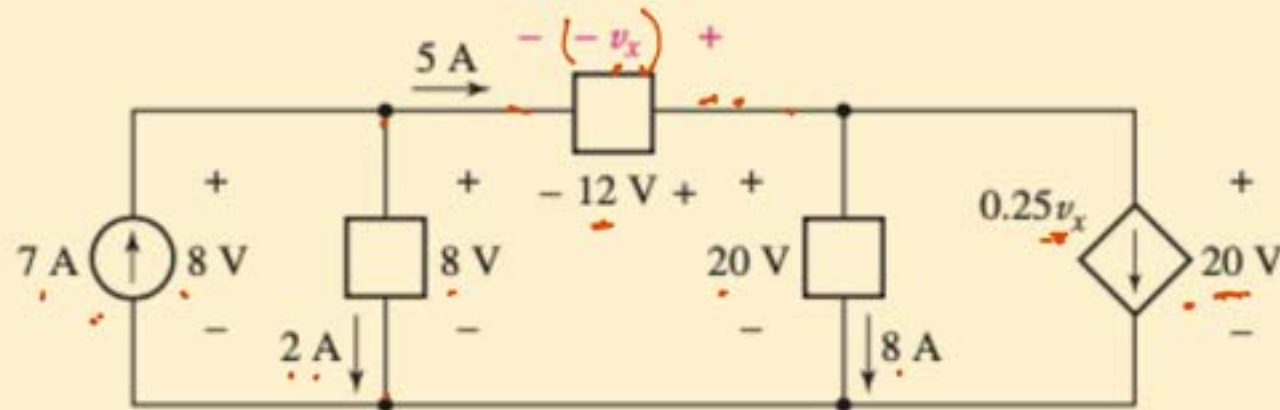 - (- vₓ) +
5 A
+ + - 12 V + + 0.25vₓ +
7 A 8 V 8 V 20 V 20 V
- - - -
2 A 8 A